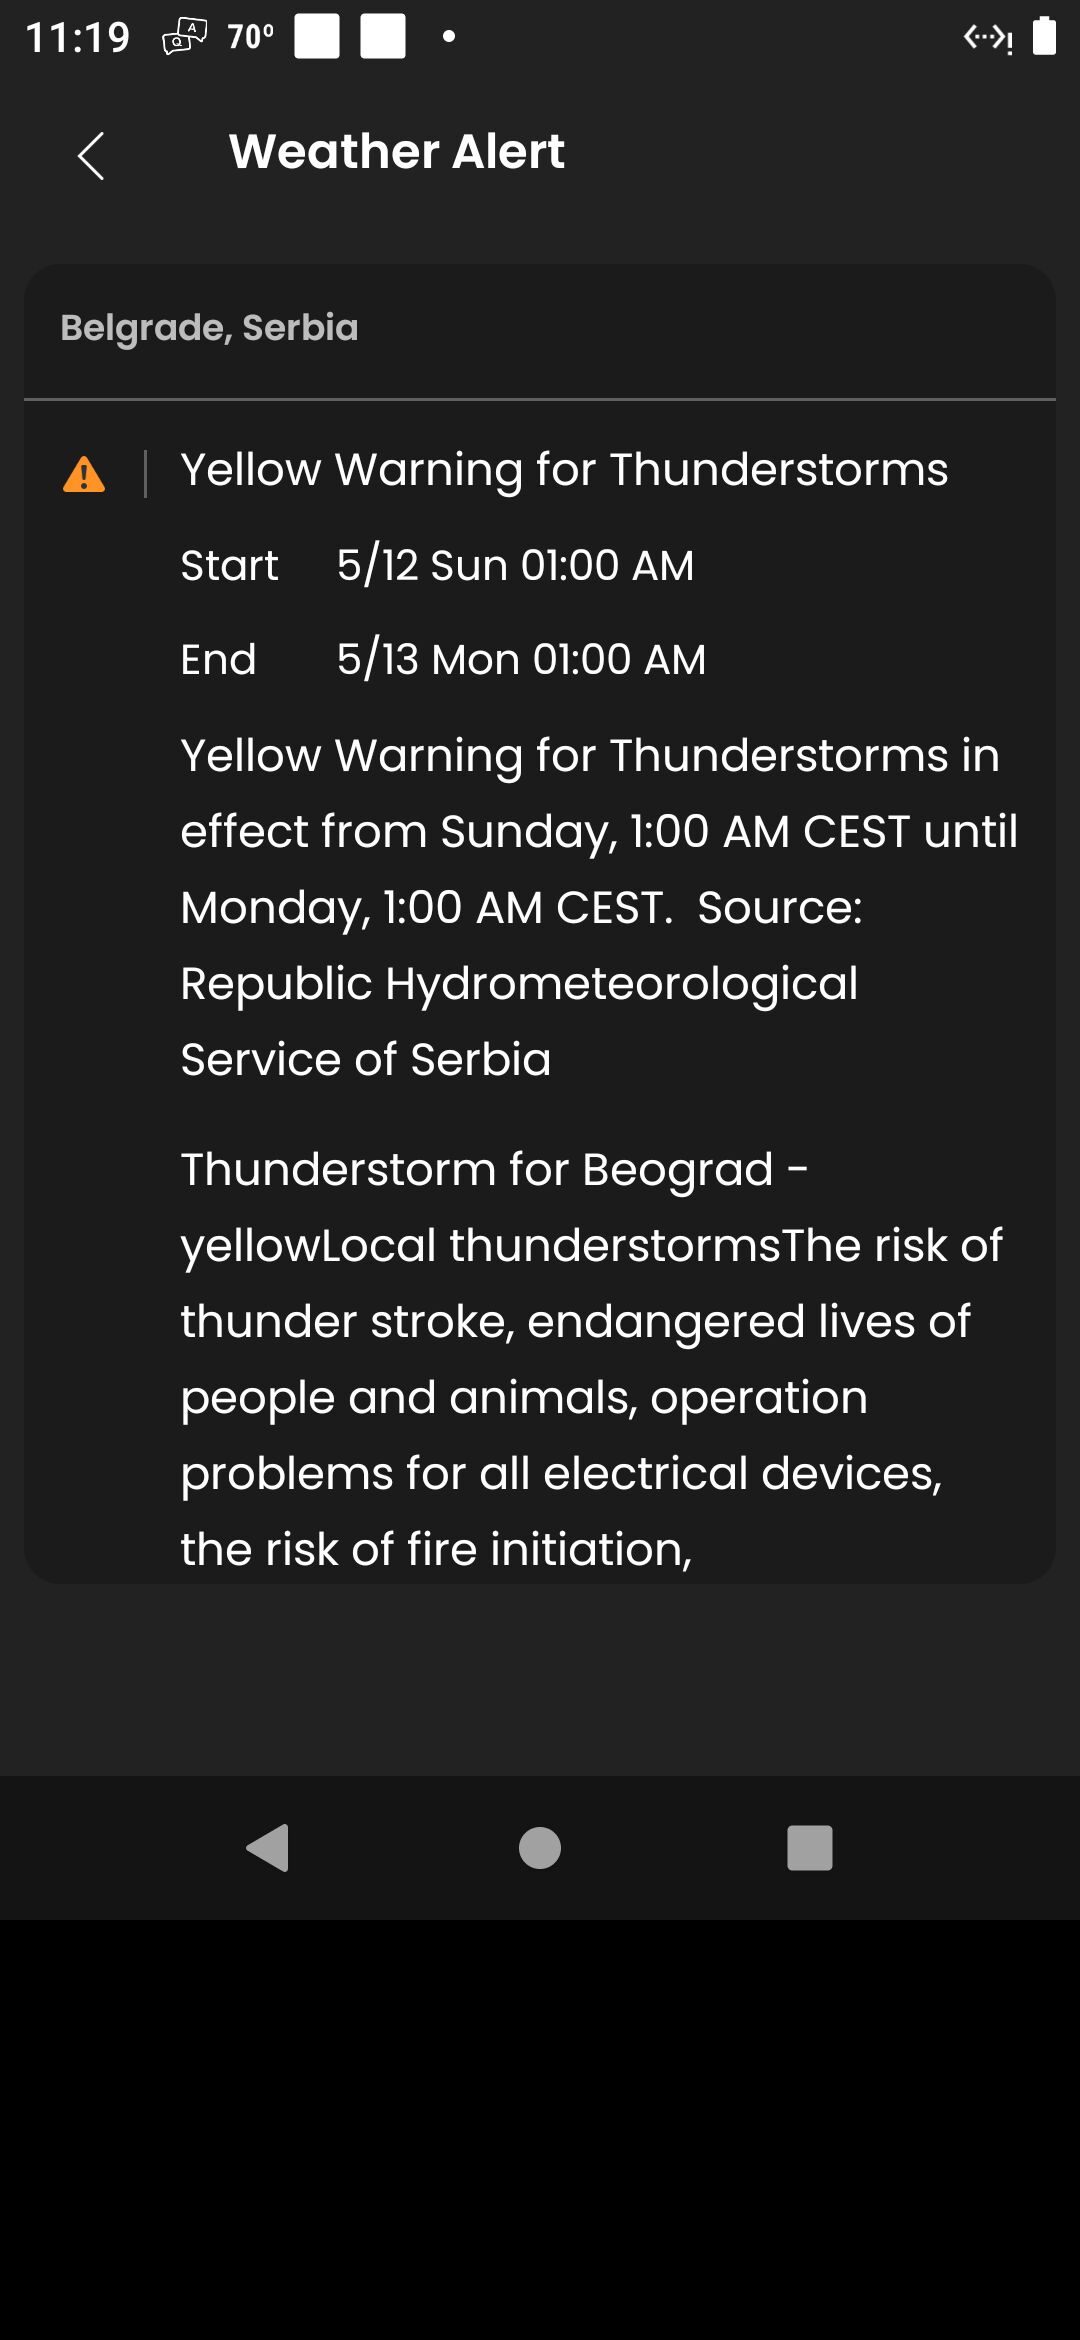 11:19 70°
Weather Alert
Belgrade, Serbia
Yellow Warning for Thunderstorms
Start 5/12 Sun 01:00 AM
End 5/13 Mon 01:00 AM
Yellow Warning for Thunderstorms in
effect from Sunday, 1:00 AM CEST until
Monday, 1:00 AM CEST.  Source:
Republic Hydrometeorological
Service of Serbia
Thunderstorm for Beograd -
yellowLocal thunderstormsThe risk of
thunder stroke, endangered lives of
people and animals, operation
problems for all electrical devices,
the risk of fire initiation,